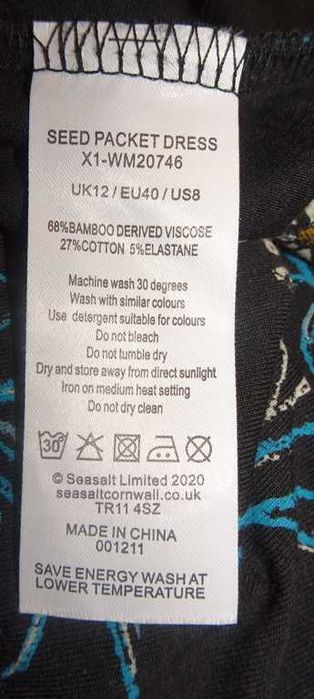 SEED PACKET DRESS
X1-WM20746
UK12 / EU40 / US8
68%BAMBOO DERIVED VISCOSE
27%COTTON 5%ELASTANE
Machine wash 30 degrees
Wash with similar colours
Use detergent suitable for colours
Do not bleach
Do not tumble dry
Dry and store away from direct sunlight
Iron on medium heat setting
Do not dry clean
30°
© Seasalt Limited 2020
seasaltcornwall.co.uk
TR11 4SZ
MADE IN CHINA
001211
SAVE ENERGY WASH AT
LOWER TEMPERATURE